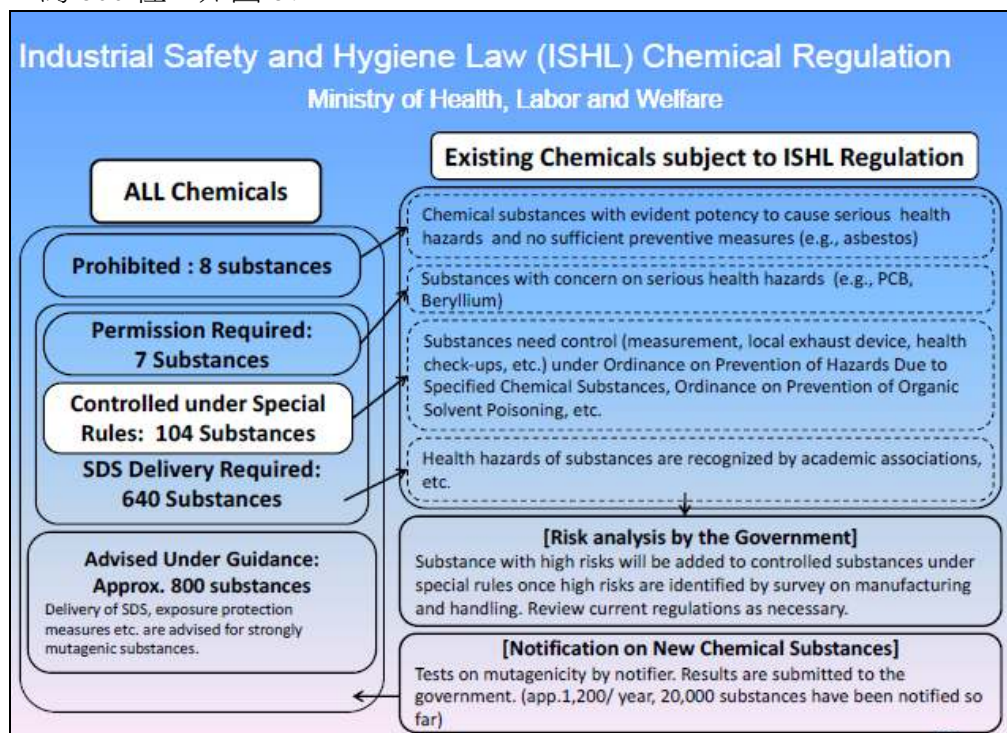 Industrial Safety and Hygiene Law (ISHL) Chemical Regulation
Ministry of Health, Labor and Welfare
ALL Chemicals
Prohibited : 8 substances
Permission Required:
7 Substances
Controlled under Special
Rules: 104 Substances
SDS Delivery Required:
640 Substances
Advised Under Guidance:
Approx. 800 substances
Delivery of SDS, exposure protection
measures etc. are advised for strongly
mutagenic substances.
Existing Chemicals subject to ISHL Regulation
Chemical substances with evident potency to cause serious health
hazards and no sufficient preventive measures (e.g., asbestos)
Substances with concern on serious health hazards (e.g., PCB,
Beryllium)
Substances need control (measurement, local exhaust device, health
check-ups, etc.) under Ordinance on Prevention of Hazards Due to
Specified Chemical Substances, Ordinance on Prevention of Organic
Solvent Poisoning, etc.
Health hazards of substances are recognized by academic associations,
etc.
[Risk analysis by the Government]
Substance with high risks will be added to controlled substances under
special rules once high risks are identified by survey on manufacturing
and handling. Review current regulations as necessary.
[Notification on New Chemical Substances]
Tests on mutagenicity by notifier. Results are submitted to the
government. (app.1,200/ year, 20,000 substances have been notified so
far)